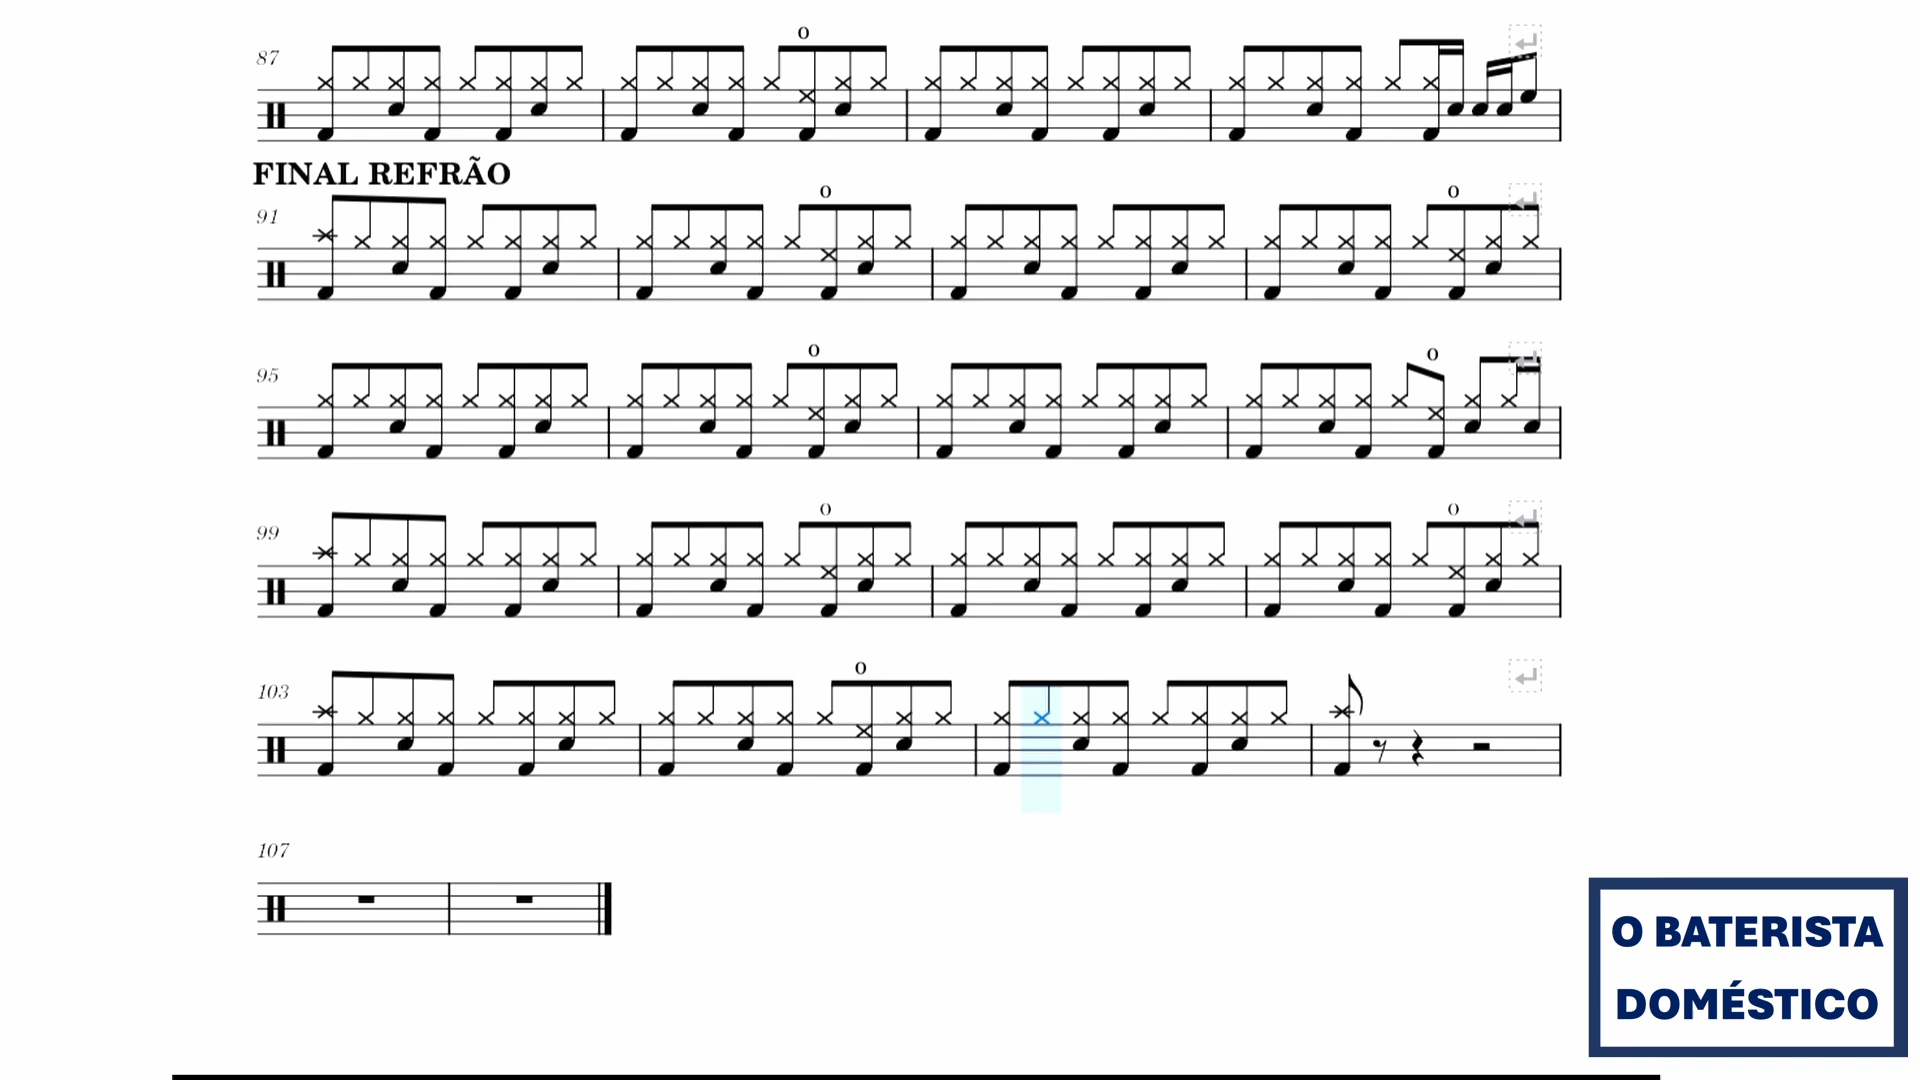 87
o
FINAL REFRÃO
91
o
o
95
o
o
99
o
o
103
o
107
O BATERISTA
DOMÉSTICO